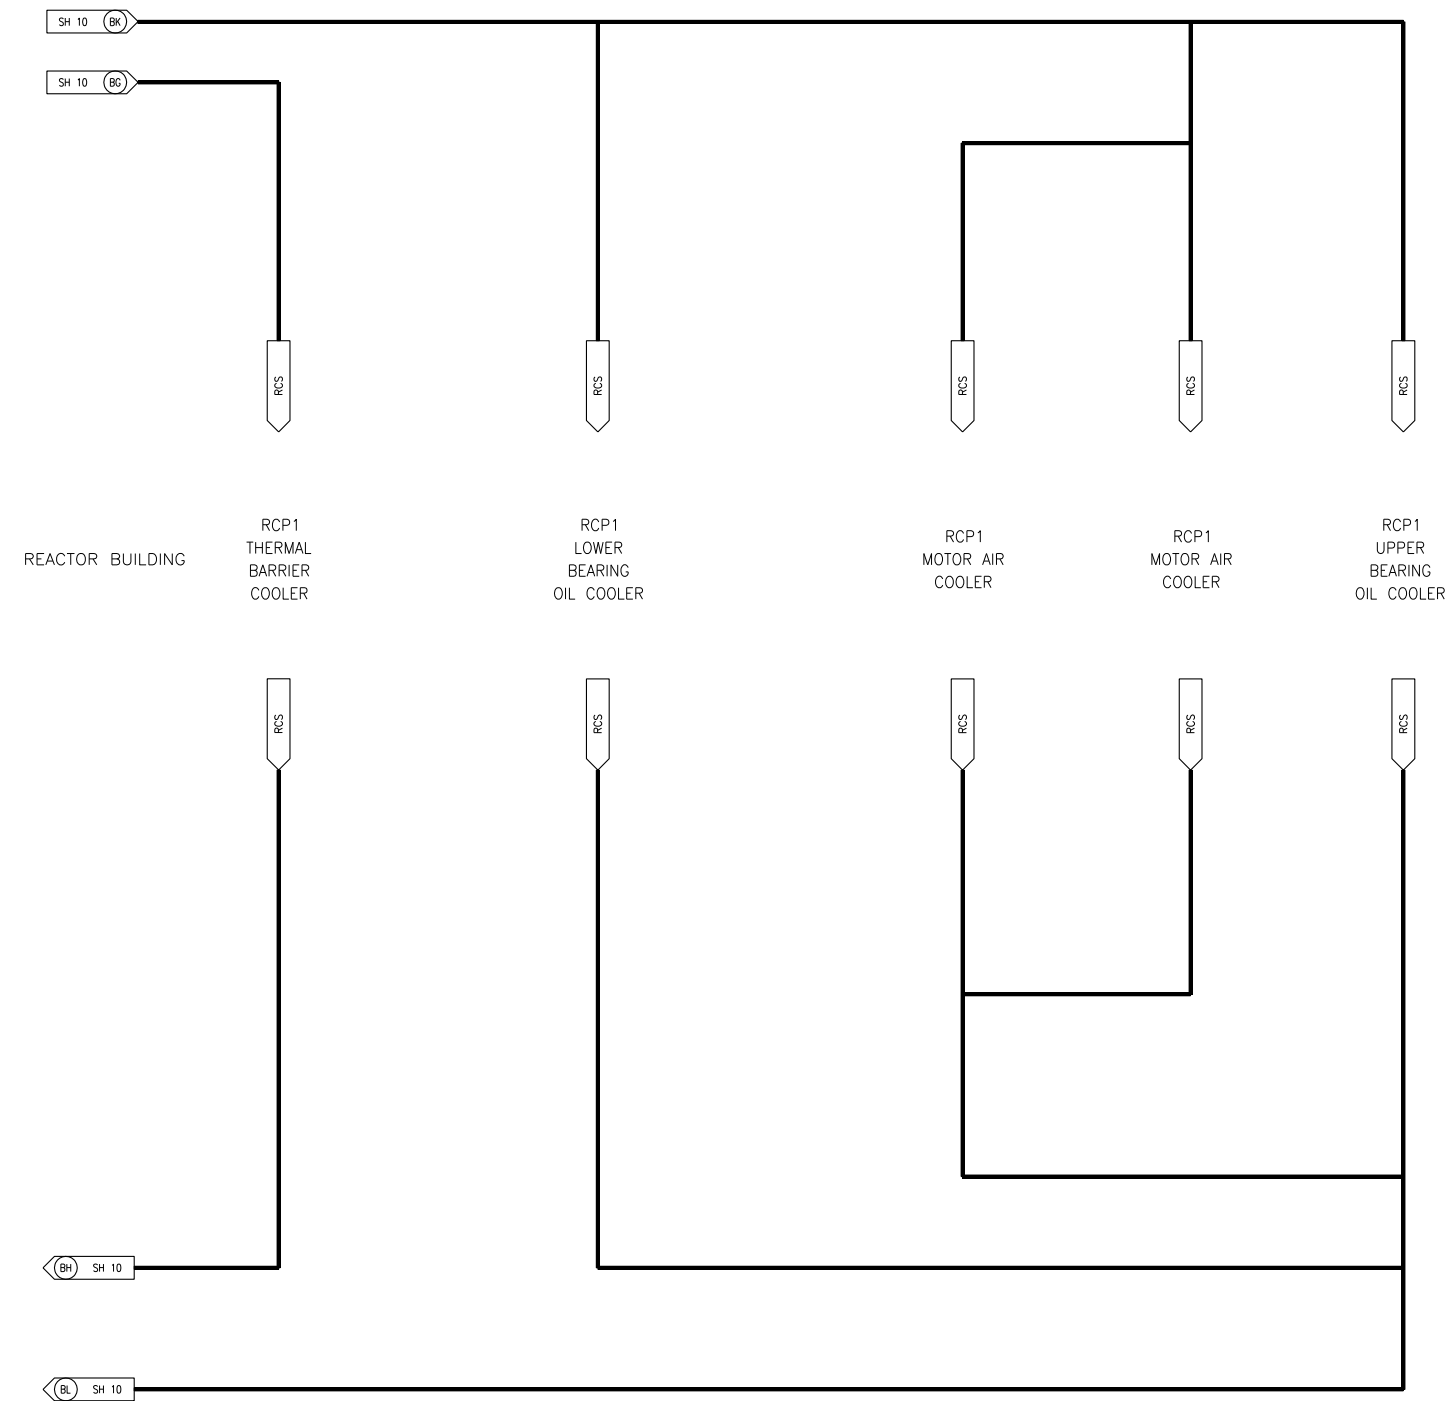 SH 10 BK
SH 10 BG
RCS
RCS
RCS
RCS
RCS
REACTOR BUILDING
RCP1
THERMAL
BARRIER
COOLER
RCP1
LOWER
BEARING
OIL COOLER
RCP1
MOTOR AIR
COOLER
RCP1
MOTOR AIR
COOLER
RCP1
UPPER
BEARING
OIL COOLER
RCS
RCS
RCS
RCS
RCS
BH SH 10
BL SH 10